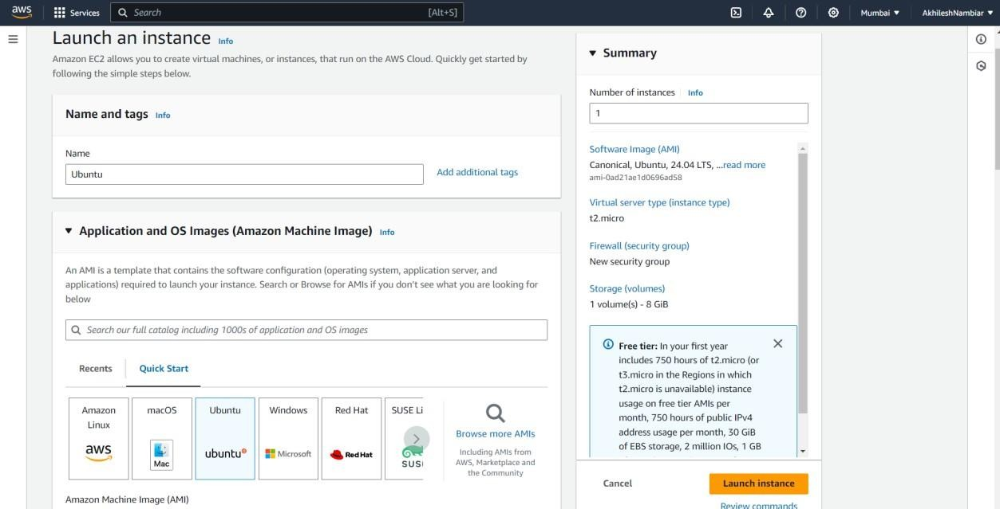 aws
Services
Search
[Alt+S]
Mumbai
AkhileshNambiar
Launch an instance Info
Amazon EC2 allows you to create virtual machines, or instances, that run on the AWS Cloud. Quickly get started by
following the simple steps below.
Name and tags Info
Name
Ubuntu
Add additional tags
Application and OS Images (Amazon Machine Image) Info
An AMI is a template that contains the software configuration (operating system, application server, and
applications) required to launch your instance. Search or Browse for AMIs if you don't see what you are looking for
below
Search our full catalog including 1000s of application and OS images
Recents
Quick Start
Amazon
Linux
aws
macOS
Mac
Ubuntu
ubuntu
Windows
Microsoft
Red Hat
Red Hat
SUSE Li
SUS
Browse more AMIs
Including AMIs from
AWS, Marketplace and
the Community
Amazon Machine Image (AMI)
Summary
Number of instances Info
1
Software Image (AMI)
Canonical, Ubuntu, 24.04 LTS, ...read more
ami-0ad21ae1d0696ad58
Virtual server type (instance type)
t2.micro
Firewall (security group)
New security group
Storage (volumes)
1 volume(s) - 8 GiB
Free tier: In your first year
includes 750 hours of t2.micro (or
t3.micro in the Regions in which
t2.micro is unavailable) instance
usage on free tier AMIs per
month, 750 hours of public IPv4
address usage per month, 30 GiB
of EBS storage, 2 million IOs, 1 GB
Cancel
Launch instance
Review commands